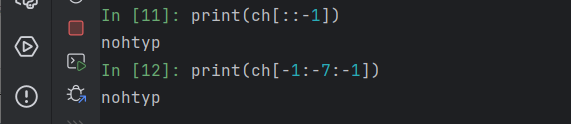 In [11]: print(ch[::-1])
nohtyp
In [12]: print(ch[-1:-7:-1])
nohtyp